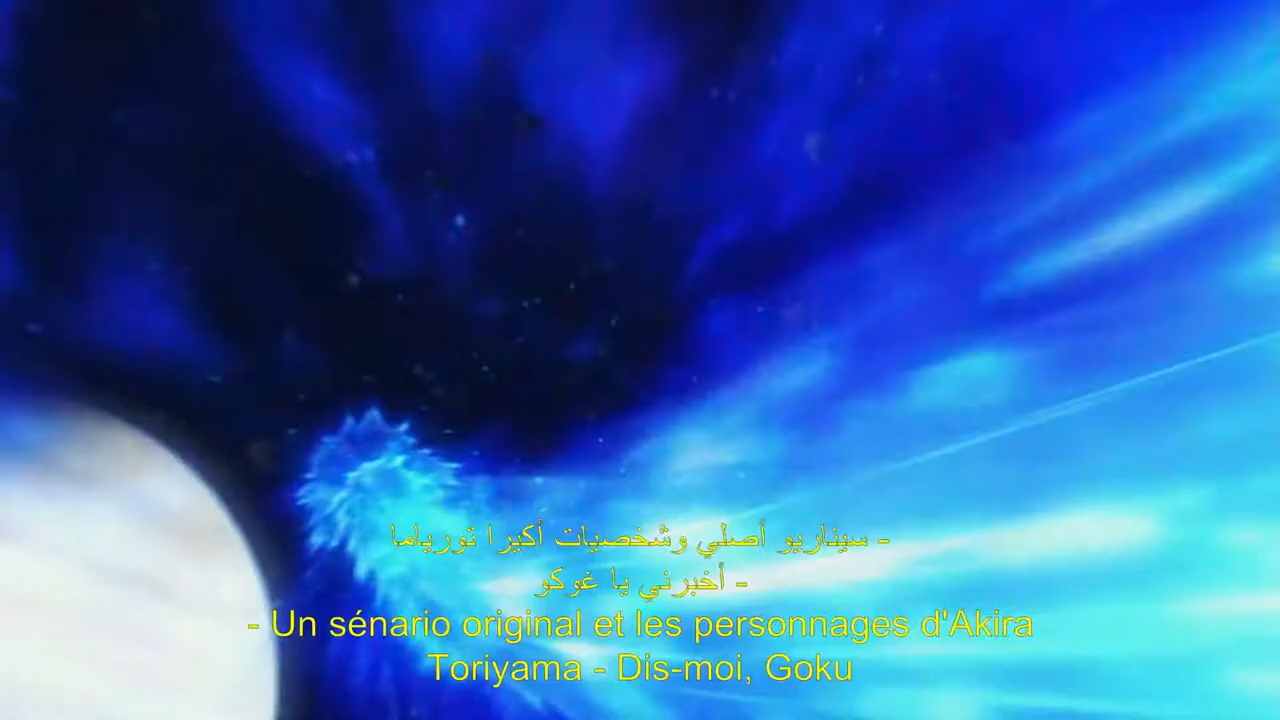 - سيناريو أصلي وشخصيات أكيرا تورياما
- أخبرني يا غوكو
- Un sénario original et les personnages d'Akira
Toriyama - Dis-moi, Goku